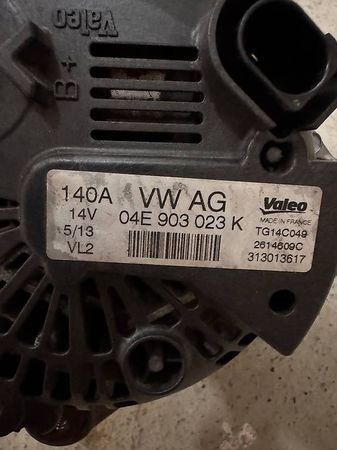 Valeo
B+
140A VW AG Valeo
14V 04E 903 023 K MADE IN FRANCE
5/13 TG14C049
VL2 2614609C
313013617